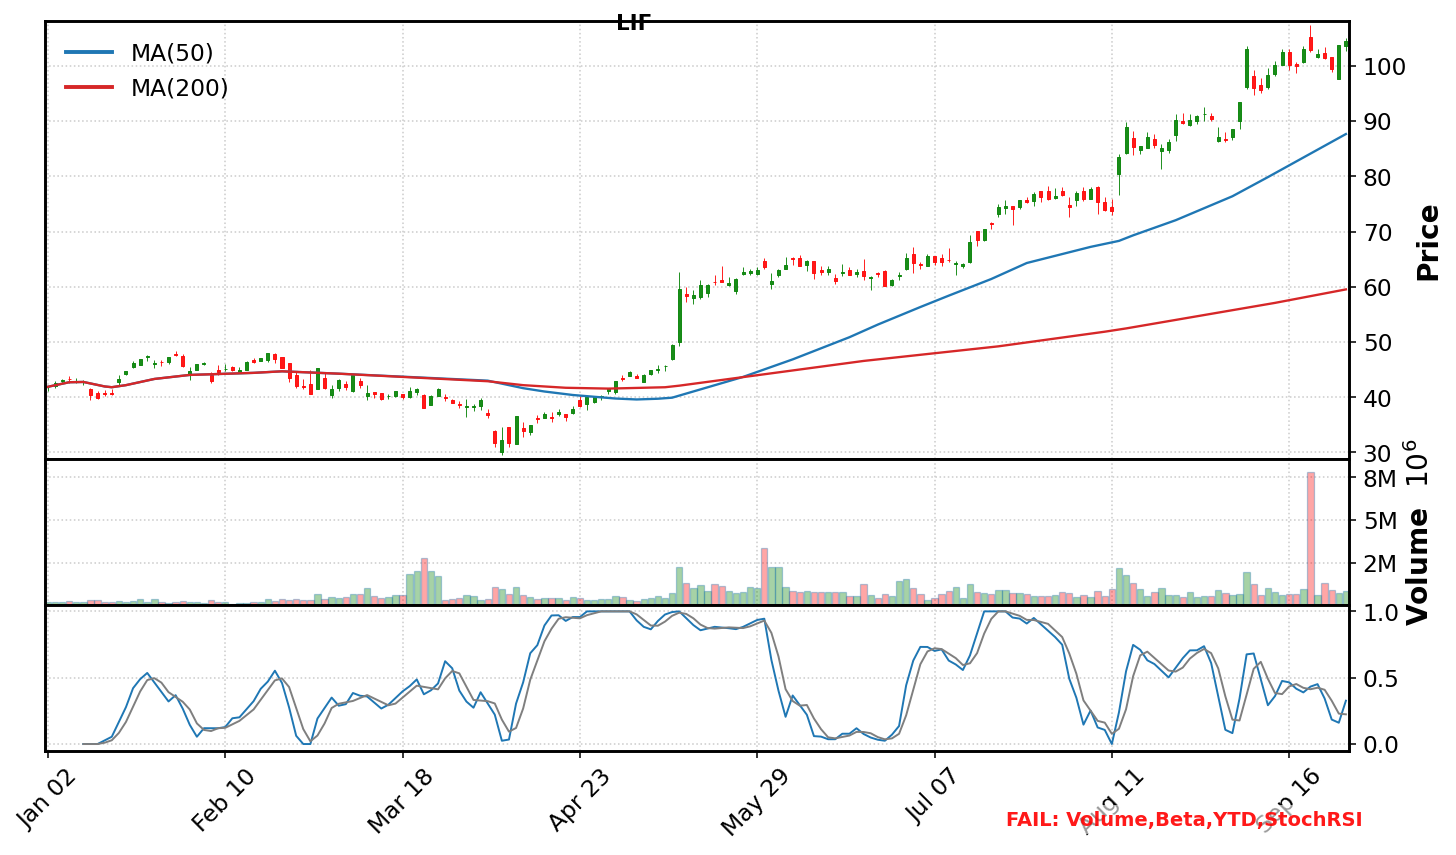 LIF
MA(50)
MA(200)
100
90
80
70
60
50
40
30
Price
8M
5M
2M
Volume 10^6
1.0
0.5
0.0
Jan 02
Feb 10
Mar 18
Apr 23
May 29
Jul 07
Aug 11
Sep 16
FAIL: Volume,Beta,YTD,StochRSI